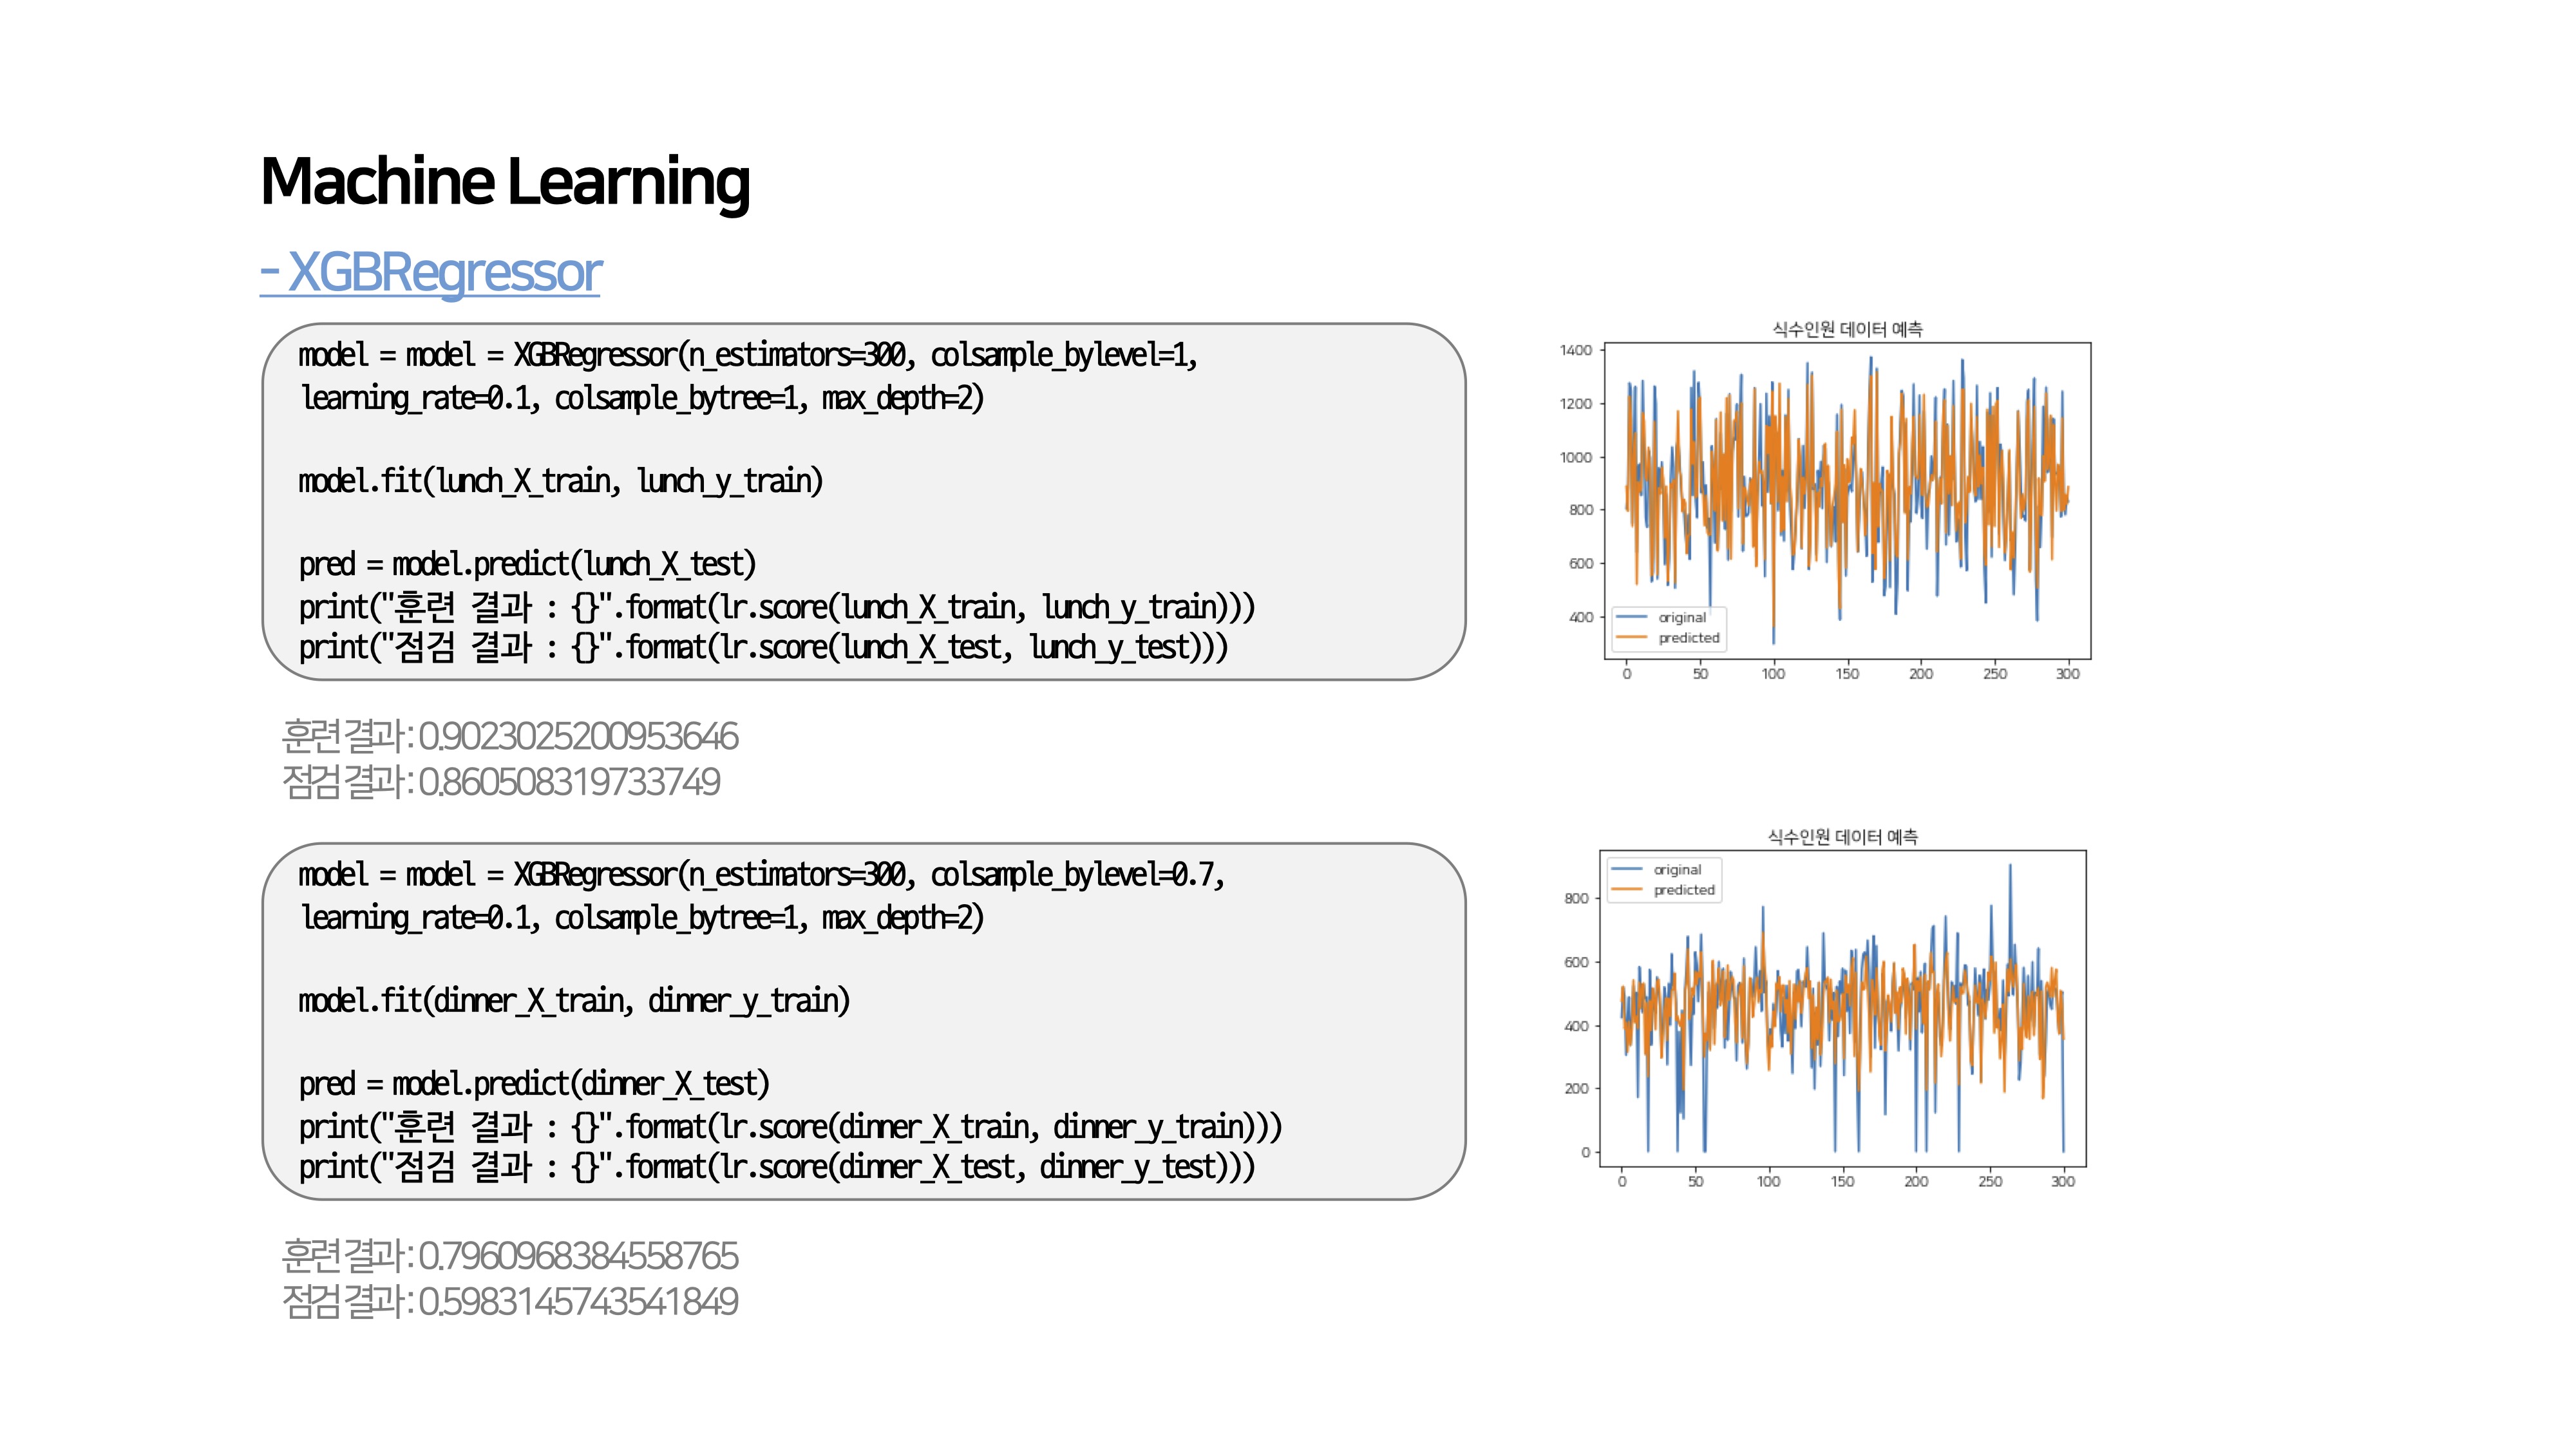 Machine Learning
- XGBRegressor
model = model = XGBRegressor(n_estimators=300, colsample_bylevel=1,
learning_rate=0.1, colsample_bytree=1, max_depth=2)
model.fit(lunch_X_train, lunch_y_train)
pred = model.predict(lunch_X_test)
print("훈련 결과 : {}".format(lr.score(lunch_X_train, lunch_y_train)))
print("점검 결과 : {}".format(lr.score(lunch_X_test, lunch_y_test)))
훈련 결과 : 0.9023025200953646
점검 결과 : 0.860508319733749
식수인원 데이터 예측
1400
1200
1000
800
600
400
original
predicted
0 50 100 150 200 250 300
model = model = XGBRegressor(n_estimators=300, colsample_bylevel=0.7,
learning_rate=0.1, colsample_bytree=1, max_depth=2)
model.fit(dinner_X_train, dinner_y_train)
pred = model.predict(dinner_X_test)
print("훈련 결과 : {}".format(lr.score(dinner_X_train, dinner_y_train)))
print("점검 결과 : {}".format(lr.score(dinner_X_test, dinner_y_test)))
훈련 결과 : 0.7960968384558765
점검 결과 : 0.5983145743541849
식수인원 데이터 예측
original
predicted
800
600
400
200
0
0 50 100 150 200 250 300